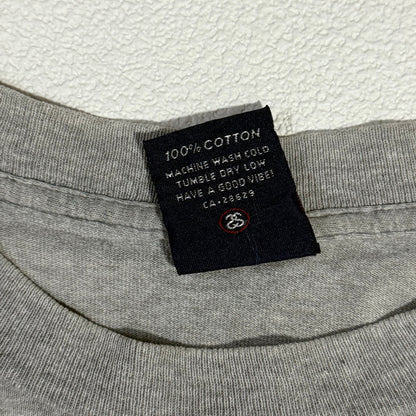 100% COTTON
MACHINE WASH COLD
TUMBLE DRY LOW
HAVE A GOOD VIBE!
CA•28629